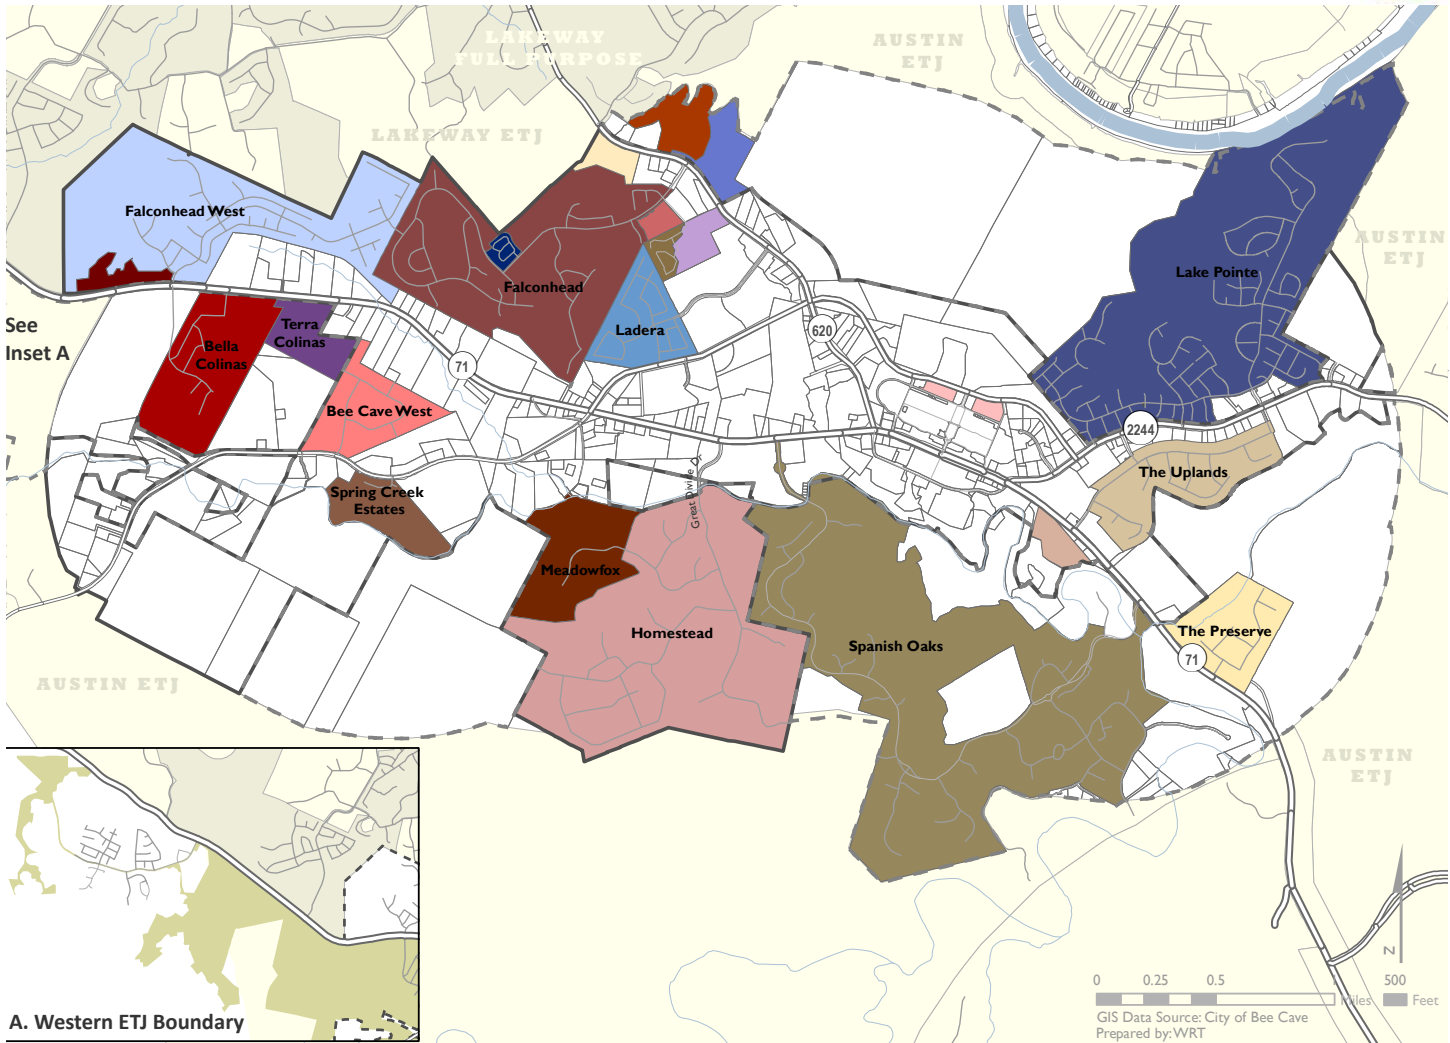 LAKEWAY
FULL PURPOSE
AUSTIN
ETJ
LAKEWAY ETJ
Falconhead West
AUSTIN
ETJ
Lake Pointe
Falconhead
See
Inset A
Terra
Colinas
Bella
Colinas
Ladera
620
71
Bee Cave West
2244
The Uplands
Great Divide Dr
Spring Creek
Estates
Meadowfox
Homestead
Spanish Oaks
The Preserve
71
AUSTIN ETJ
AUSTIN
ETJ
A. Western ETJ Boundary
N
0 0.25 0.5 1 500
Miles Feet
GIS Data Source: City of Bee Cave
Prepared by: WRT